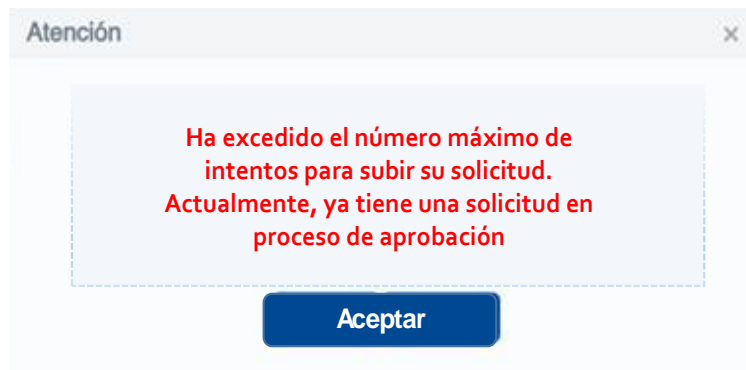 Atención ×
Ha excedido el número máximo de
intentos para subir su solicitud.
Actualmente, ya tiene una solicitud en
proceso de aprobación
Aceptar